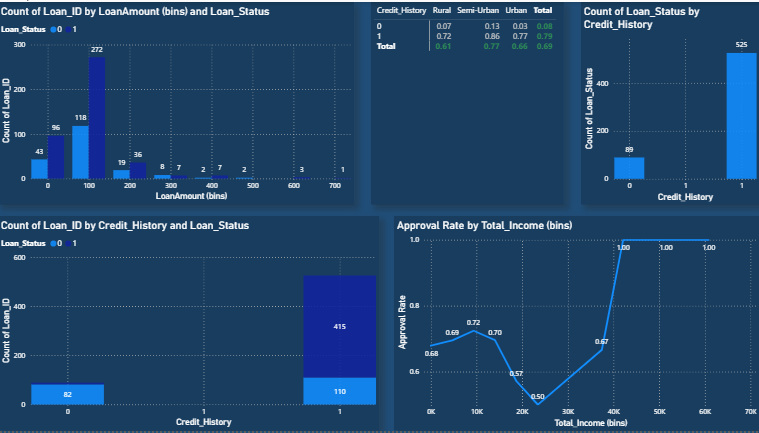 Count of Loan_ID by LoanAmount (bins) and Loan_Status
Loan_Status 0 1
Count of Loan_ID
300
200
100
0
43
96
118
272
19
36
8
7
2
7
2
3
1
0 100 200 300 400 500 600 700
LoanAmount (bins)
Credit_History Rural Semi-Urban Urban Total
0 0.07 0.13 0.03 0.08
1 0.72 0.86 0.77 0.79
Total 0.61 0.77 0.66 0.69
Count of Loan_Status by
Credit_History
Count of Loan_Status
400
200
0
89
525
0 1 1
Credit_History
Count of Loan_ID by Credit_History and Loan_Status
Loan_Status 0 1
Count of Loan_ID
600
400
200
0
82
415
110
0 1 1
Credit_History
Approval Rate by Total_Income (bins)
Approval Rate
1.0
0.8
0.6
0.68
0.69
0.72
0.70
0.57
0.50
0.67
1.00
1.00
1.00
0K 10K 20K 30K 40K 50K 60K 70K
Total_Income (bins)